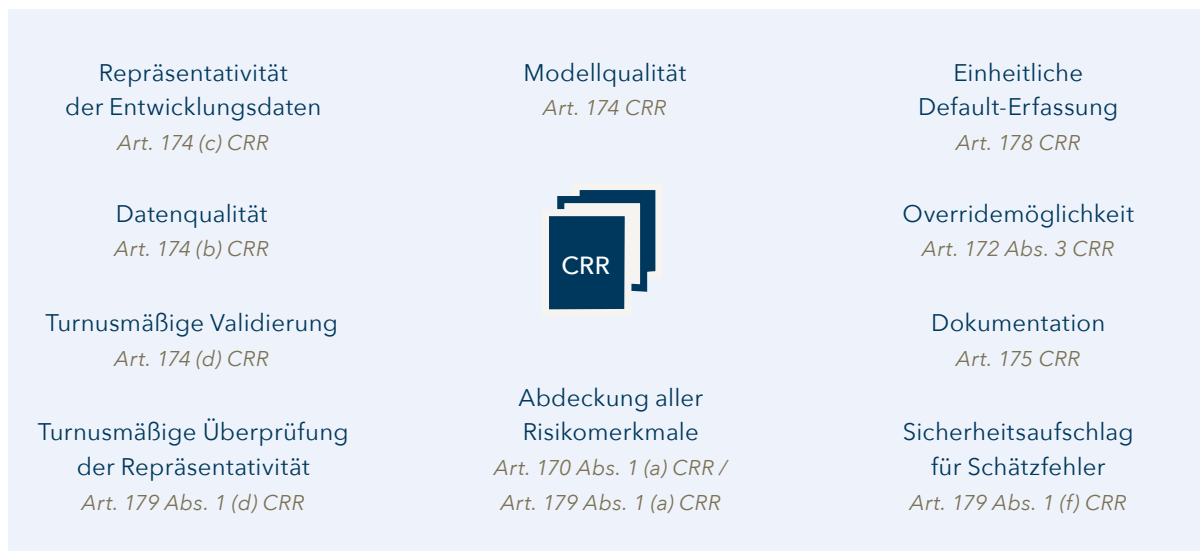 Repräsentativität
der Entwicklungsdaten
Art. 174 (c) CRR
Datenqualität
Art. 174 (b) CRR
Turnusmäßige Validierung
Art. 174 (d) CRR
Turnusmäßige Überprüfung
der Repräsentativität
Art. 179 Abs. 1 (d) CRR
Modellqualität
Art. 174 CRR
CRR
Abdeckung aller
Risikomerkmale
Art. 170 Abs. 1 (a) CRR /
Art. 179 Abs. 1 (a) CRR
Einheitliche
Default-Erfassung
Art. 178 CRR
Overridemöglichkeit
Art. 172 Abs. 3 CRR
Dokumentation
Art. 175 CRR
Sicherheitsaufschlag
für Schätzfehler
Art. 179 Abs. 1 (f) CRR